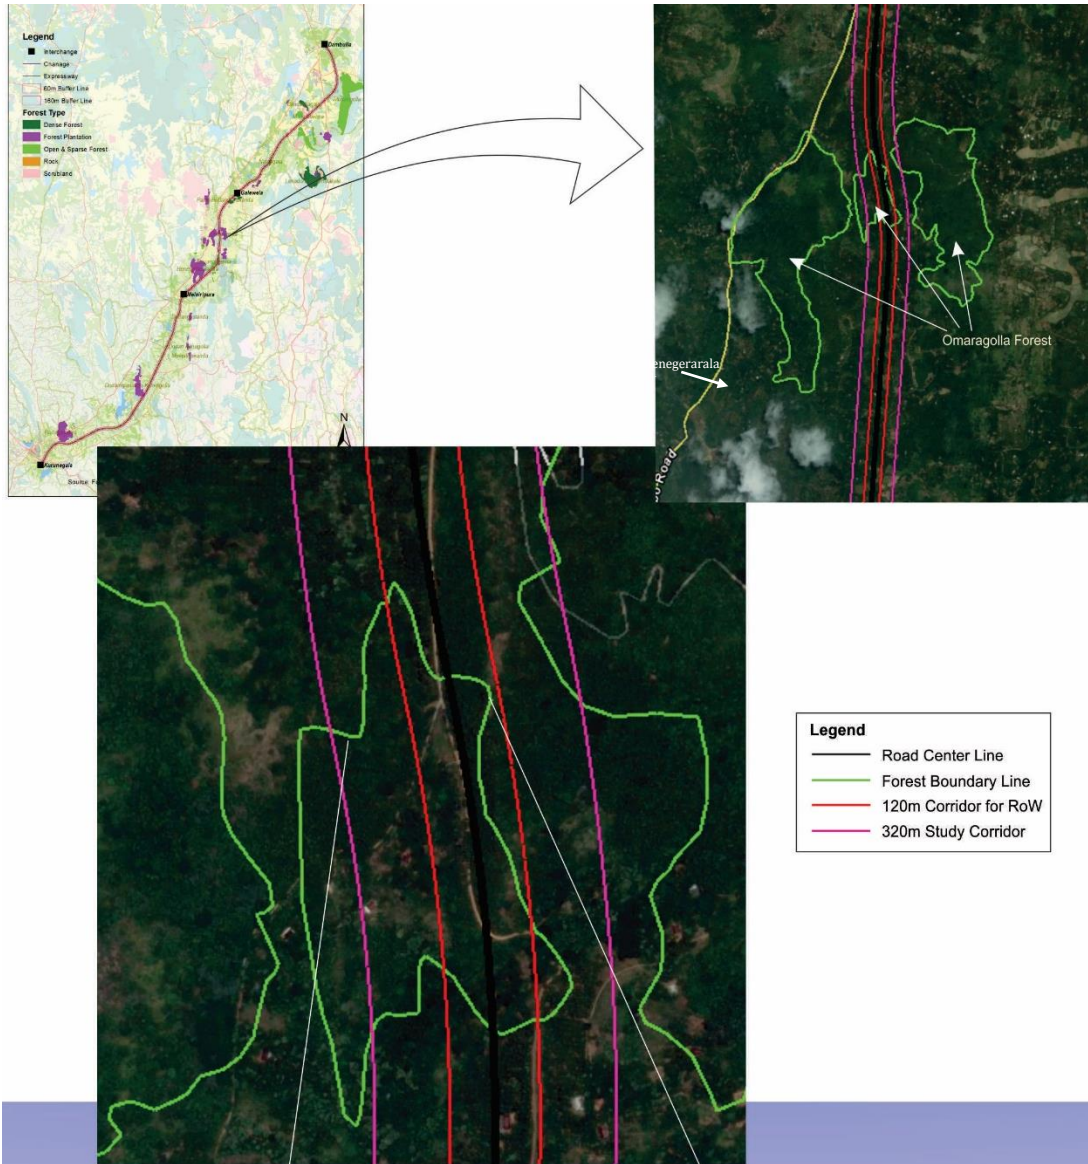 Legend
Interchange
Chainage
Expressway
60m Buffer Line
160m Buffer Line
Forest Type
Dense Forest
Forest Plantation
Open & Sparse Forest
Rock
Scrubland
Dambulla
Galewela
Melsiripura
Kurunegala
N
Omaragolla Forest
enegerarala
Road
Legend
Road Center Line
Forest Boundary Line
120m Corridor for RoW
320m Study Corridor